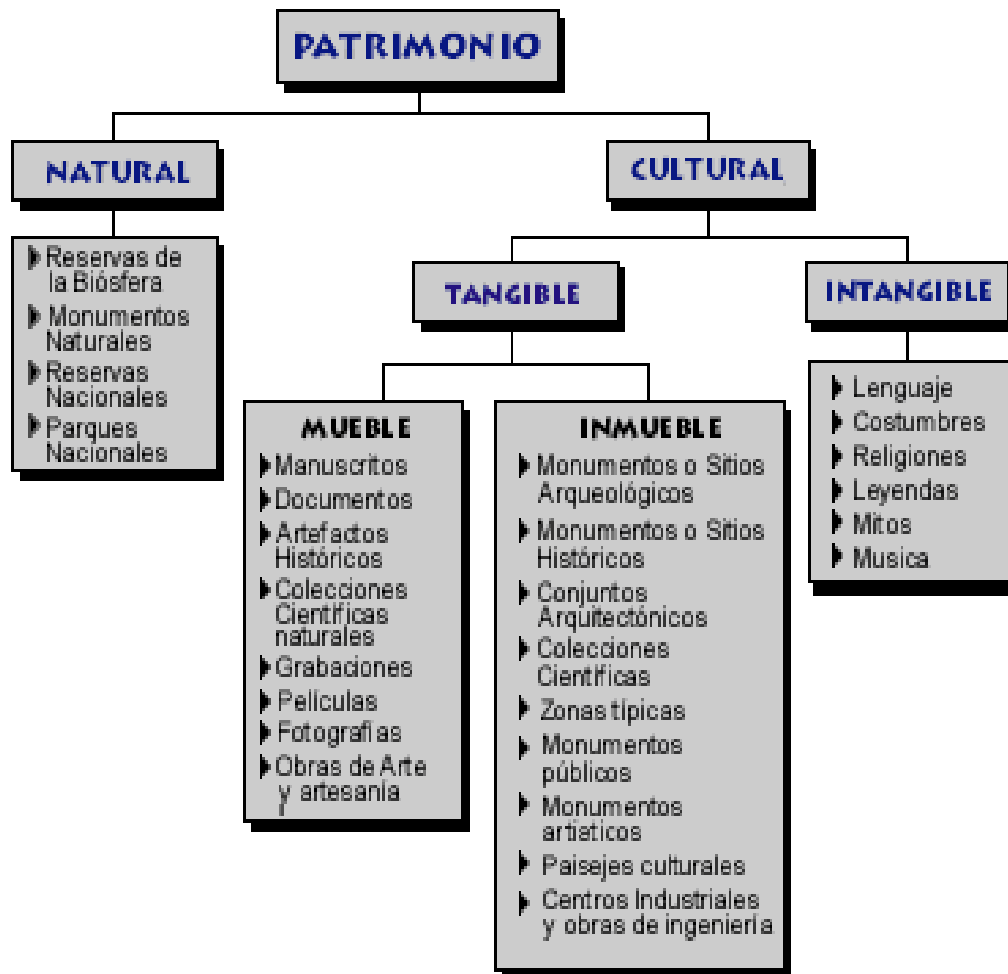 PATRIMONIO
NATURAL
Reservas de
la Biósfera
Monumentos
Naturales
Reservas
Nacionales
Parques
Nacionales
CULTURAL
TANGIBLE
MUEBLE
Manuscritos
Documentos
Artefactos
Históricos
Colecciones
Científicas
naturales
Grabaciones
Películas
Fotografías
Obras de Arte
y artesanía
INMUEBLE
Monumentos o Sitios
Arqueológicos
Monumentos o Sitios
Históricos
Conjuntos
Arquitectónicos
Colecciones
Científicas
Zonas típicas
Monumentos
públicos
Monumentos
artiaticos
Paisejes culturales
Centros Industriales
y obras de ingeniería
INTANGIBLE
Lenguaje
Costumbres
Religiones
Leyendas
Mitos
Musica